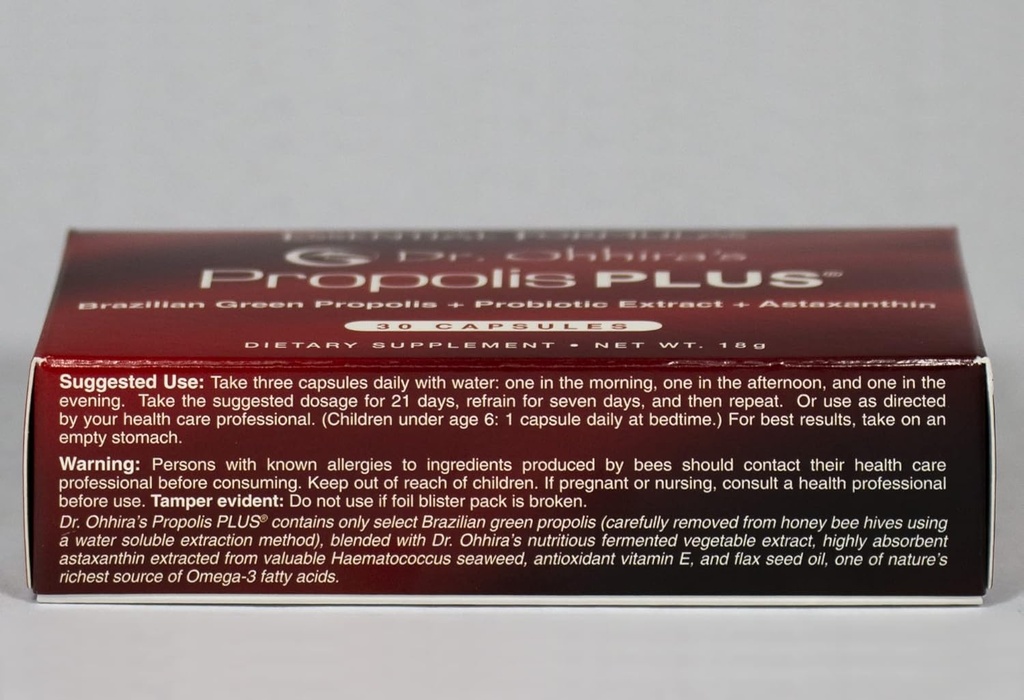 ESSENTIAL FORMULAS
Dr. Ohhira's
Propolis PLUS®
Brazilian Green Propolis + Probiotic Extract + Astaxanthin
30 CAPSULES
DIETARY SUPPLEMENT • NET WT. 18g
Suggested Use: Take three capsules daily with water: one in the morning, one in the afternoon, and one in the
evening. Take the suggested dosage for 21 days, refrain for seven days, and then repeat. Or use as directed
by your health care professional. (Children under age 6: 1 capsule daily at bedtime.) For best results, take on an
empty stomach.
Warning: Persons with known allergies to ingredients produced by bees should contact their health care
professional before consuming. Keep out of reach of children. If pregnant or nursing, consult a health professional
before use. Tamper evident: Do not use if foil blister pack is broken.
Dr. Ohhira's Propolis PLUS® contains only select Brazilian green propolis (carefully removed from honey bee hives using
a water soluble extraction method), blended with Dr. Ohhira's nutritious fermented vegetable extract, highly absorbent
astaxanthin extracted from valuable Haematococcus seaweed, antioxidant vitamin E, and flax seed oil, one of nature's
richest source of Omega-3 fatty acids.